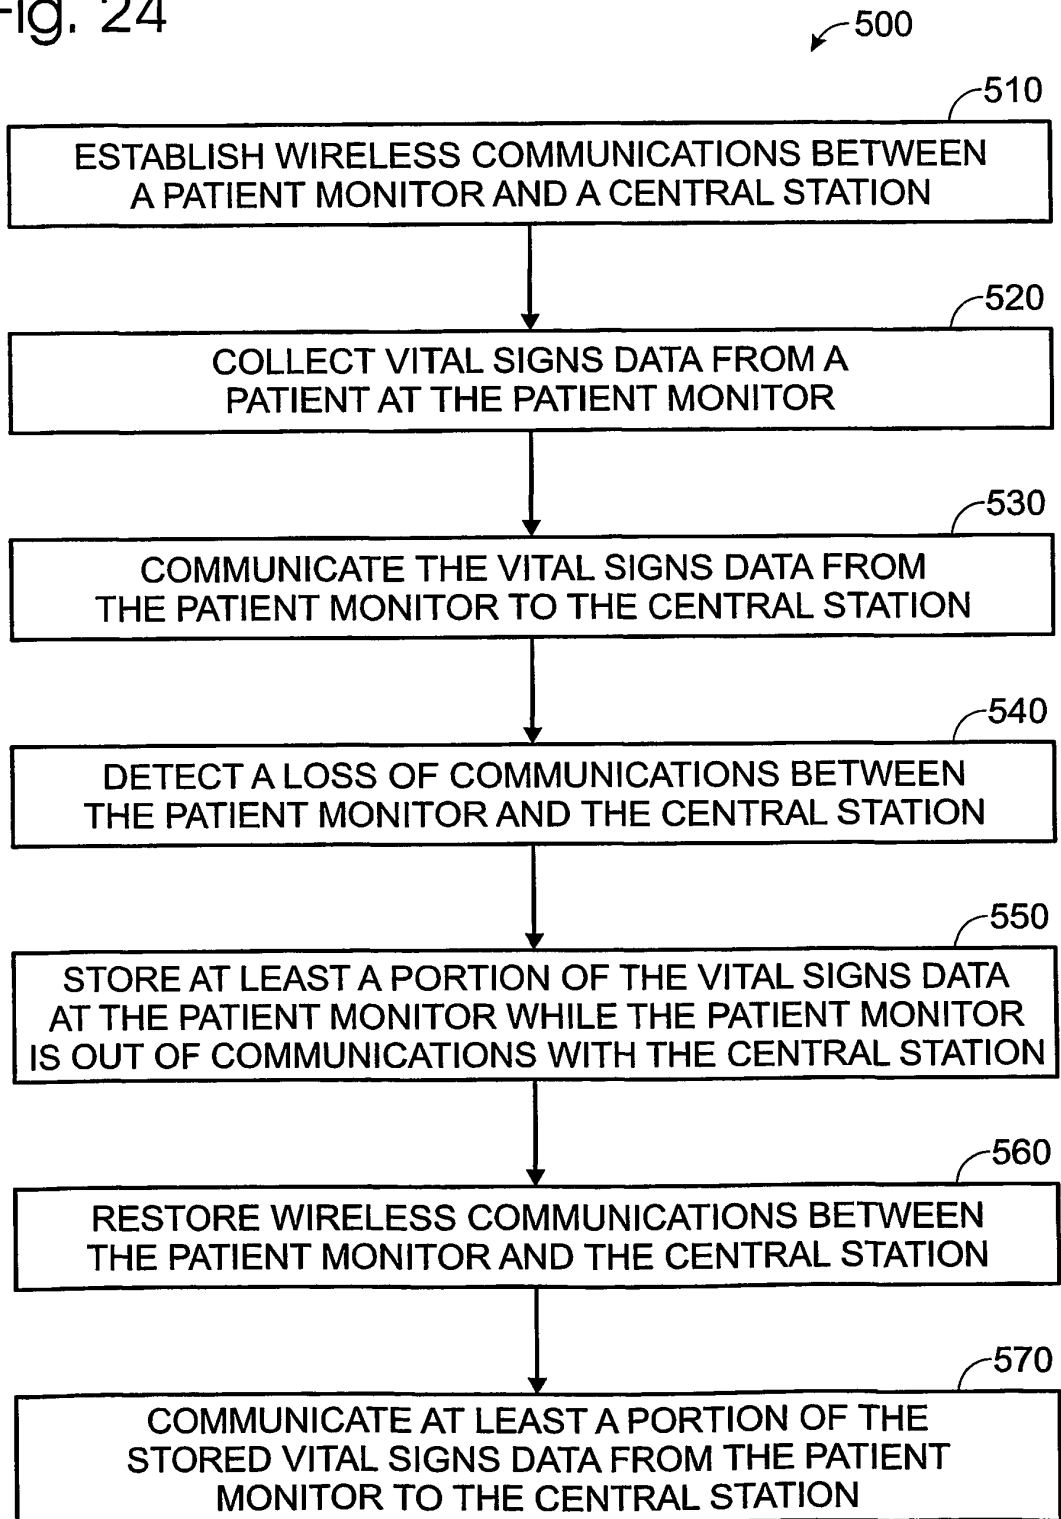 Fig. 24
500
510
ESTABLISH WIRELESS COMMUNICATIONS BETWEEN
A PATIENT MONITOR AND A CENTRAL STATION
520
COLLECT VITAL SIGNS DATA FROM A
PATIENT AT THE PATIENT MONITOR
530
COMMUNICATE THE VITAL SIGNS DATA FROM
THE PATIENT MONITOR TO THE CENTRAL STATION
540
DETECT A LOSS OF COMMUNICATIONS BETWEEN
THE PATIENT MONITOR AND THE CENTRAL STATION
550
STORE AT LEAST A PORTION OF THE VITAL SIGNS DATA
AT THE PATIENT MONITOR WHILE THE PATIENT MONITOR
IS OUT OF COMMUNICATIONS WITH THE CENTRAL STATION
560
RESTORE WIRELESS COMMUNICATIONS BETWEEN
THE PATIENT MONITOR AND THE CENTRAL STATION
570
COMMUNICATE AT LEAST A PORTION OF THE
STORED VITAL SIGNS DATA FROM THE PATIENT
MONITOR TO THE CENTRAL STATION